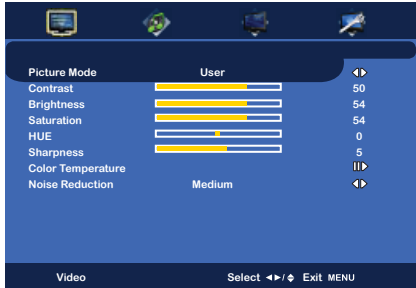 Picture Mode User
Contrast 50
Brightness 54
Saturation 54
HUE 0
Sharpness 5
Color Temperature
Noise Reduction Medium
Video Select ◄►/◆ Exit MENU